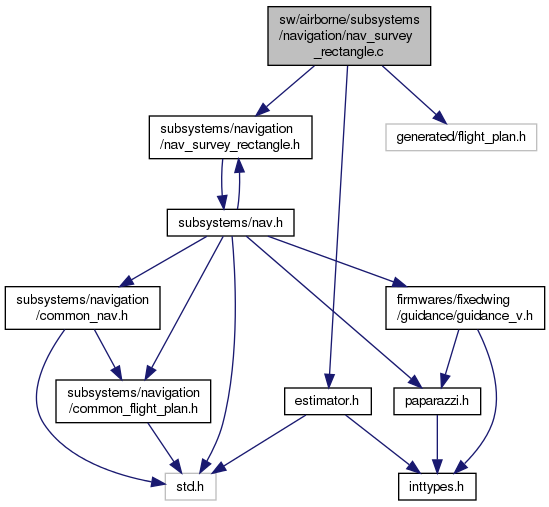 sw/airborne/subsystems
/navigation/nav_survey
_rectangle.c
subsystems/navigation
/nav_survey_rectangle.h
generated/flight_plan.h
subsystems/nav.h
subsystems/navigation
/common_nav.h
firmwares/fixedwing
/guidance/guidance_v.h
subsystems/navigation
/common_flight_plan.h
estimator.h
paparazzi.h
std.h
inttypes.h